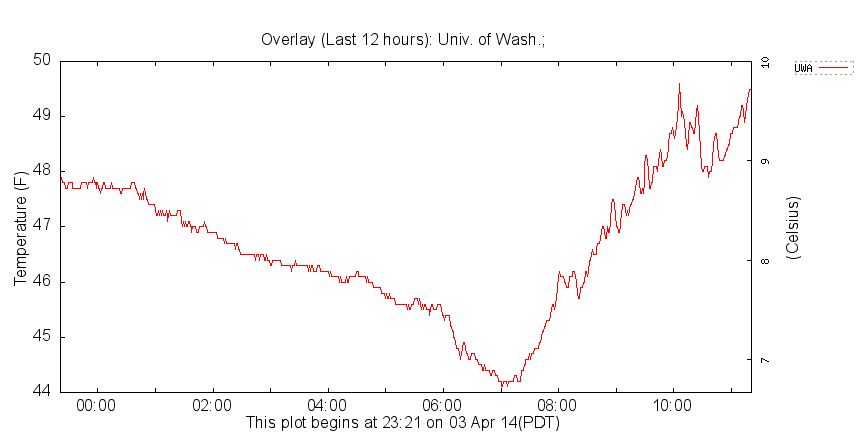 Overlay (Last 12 hours): Univ. of Wash.;
50
49
48
47
46
45
44
Temperature (F)
10
9
8
7
(Celsius)
UWA
00:00 02:00 04:00 06:00 08:00 10:00
This plot begins at 23:21 on 03 Apr 14(PDT)